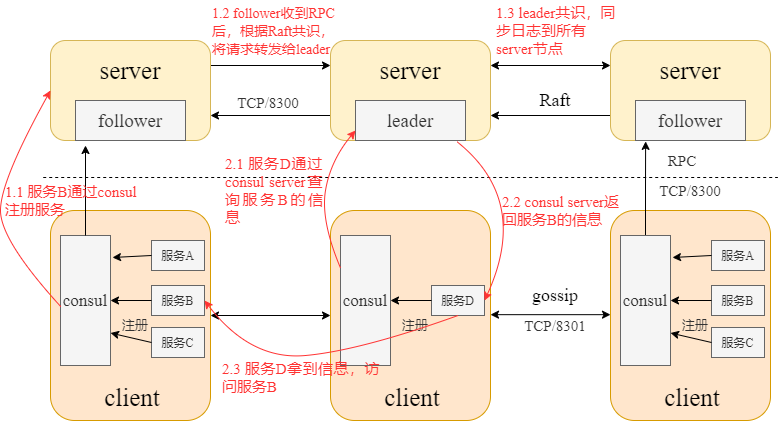 1.2 follower收到RPC
后，根据Raft共识，
将请求转发给leader
1.3 leader共识，同
步日志到所有
server节点
server
server
server
follower
TCP/8300
leader
Raft
follower
2.1 服务D通过
consul server查
询服务B的信
息
RPC
TCP/8300
1.1 服务B通过consul
注册服务
2.2 consul server返
回服务B的信息
consul
服务A
服务B
注册
服务C
client
consul
服务D
注册
client
gossip
TCP/8301
consul
服务A
服务B
注册
服务C
client
2.3 服务D拿到信息，访
问服务B